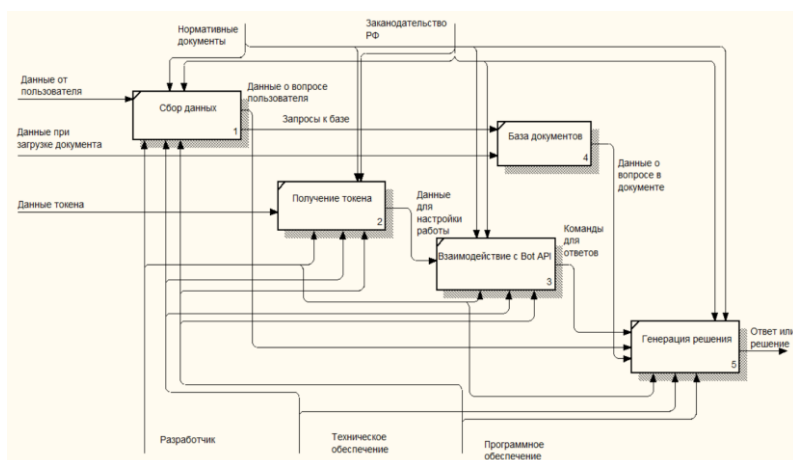 Нормативные
документы
Закаnодательство
РФ
Данные от
пользователя
Сбор данных
1
Данные о вопросе
пользователя
Запросы к базе
База документов
4
Данные при
загрузке документа
Данные о
вопросе в
документе
Данные токена
Получение токена
2
Данные
для
настройки
работы
Взаимодействие с Bot API
3
Команды
для
ответов
Генерация решения
5
Ответ или
решение
Разработчик
Техническое
обеспечение
Программное
обеспечение